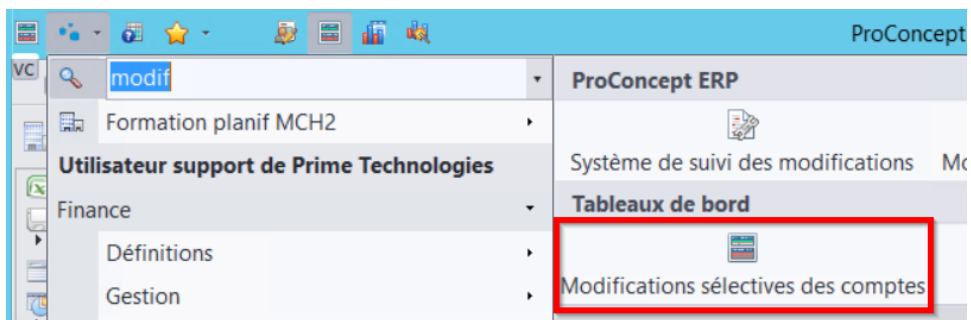 ProConcept
VC
modif
ProConcept ERP
Formation planif MCH2
Système de suivi des modifications
Utilisateur support de Prime Technologies
Finance
Tableaux de bord
Définitions
Gestion
Modifications sélectives des comptes